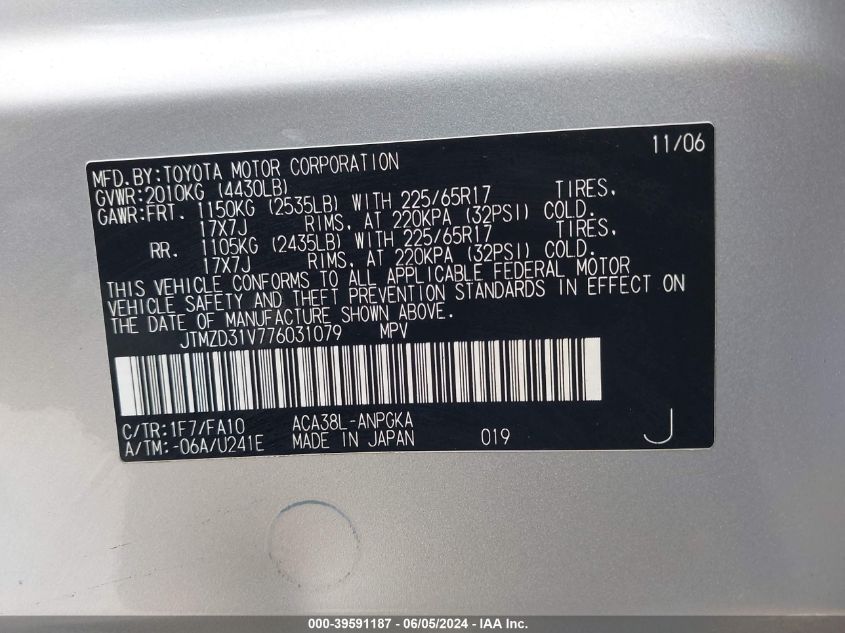 11/06
MFD.BY:TOYOTA MOTOR CORPORATION
GVWR:2010KG (4430LB)
GAWR:FRT. 1150KG (2535LB) WITH 225/65R17 TIRES,
17X7J RIMS, AT 220KPA (32PSI) COLD.
RR. 1105KG (2435LB) WITH 225/65R17 TIRES,
17X7J RIMS, AT 220KPA (32PSI) COLD.
THIS VEHICLE CONFORMS TO ALL APPLICABLE FEDERAL MOTOR
VEHICLE SAFETY AND THEFT PREVENTION STANDARDS IN EFFECT ON
THE DATE OF MANUFACTURE SHOWN ABOVE.
JTMZD31V776031079 MPV
C/TR:1F7/FA10 ACA38L-ANPGKA
A/TM:-06A/U241E MADE IN JAPAN 019 J
000-39591187 - 06/05/2024 - IAA Inc.